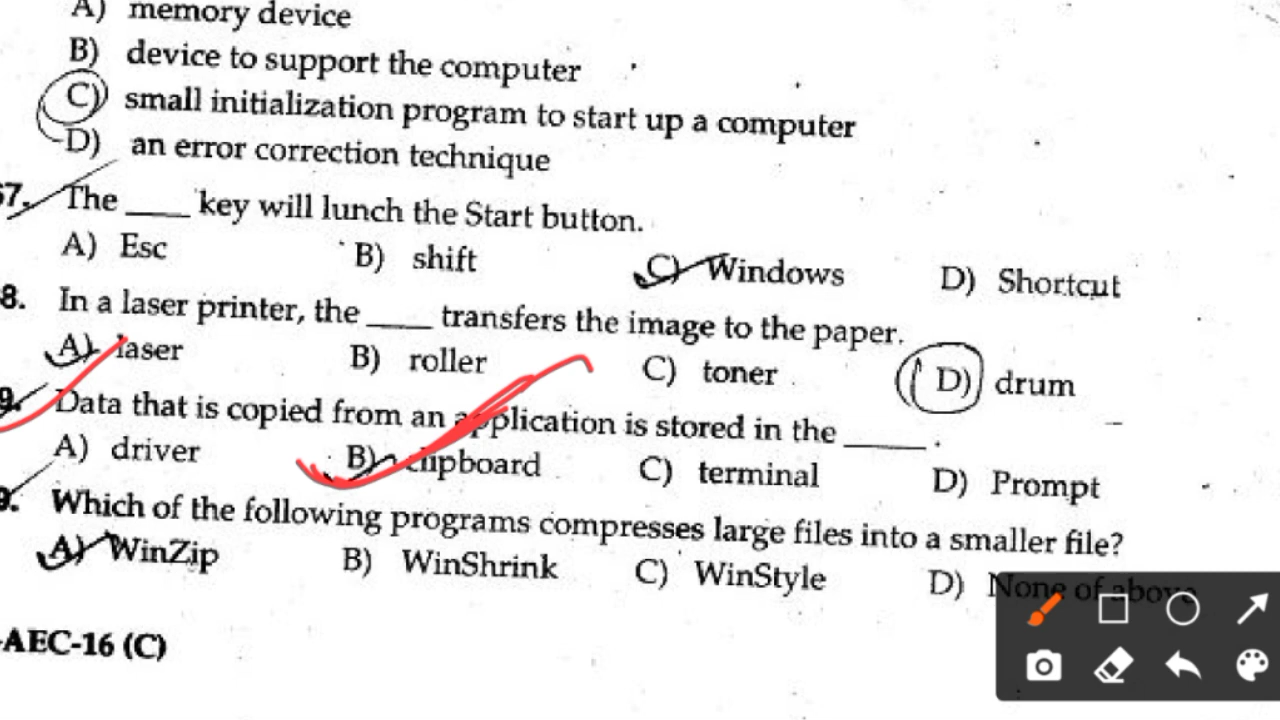 A) memory device
B) device to support the computer
C) small initialization program to start up a computer
D) an error correction technique
67. The ____ key will lunch the Start button.
A) Esc B) shift C) Windows D) Shortcut
8. In a laser printer, the ____ transfers the image to the paper.
A) laser B) roller C) toner D) drum
9. Data that is copied from an application is stored in the ____.
A) driver B) clipboard C) terminal D) Prompt
0. Which of the following programs compresses large files into a smaller file?
A) WinZip B) WinShrink C) WinStyle D) None of above
-AEC-16 (C)